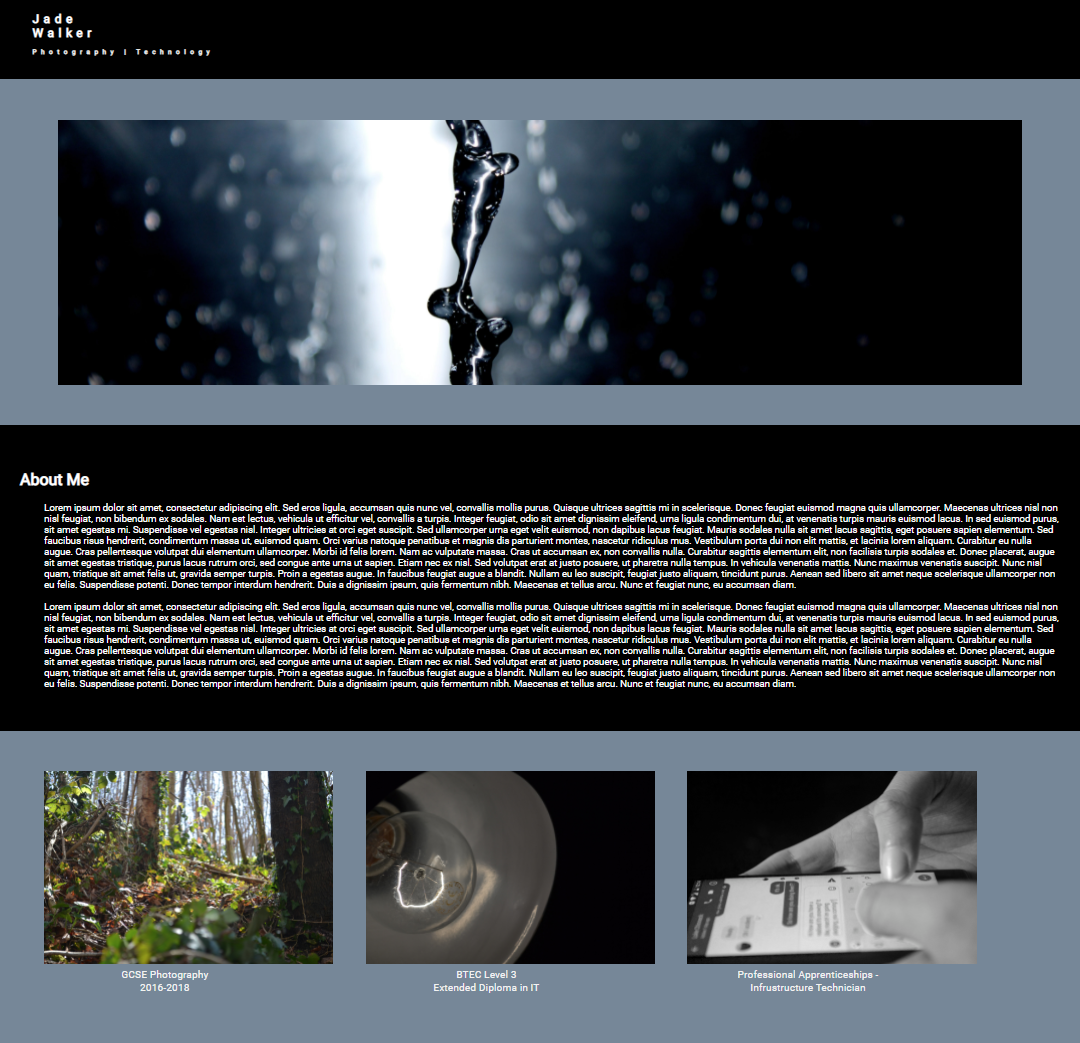 Jade
Walker
Photography | Technology
About Me
Lorem ipsum dolor sit amet, consectetur adipiscing elit. Sed eros ligula, accumsan quis nunc vel, convallis mollis purus. Quisque ultrices sagittis mi in scelerisque. Donec feugiat euismod magna quis ullamcorper. Maecenas ultrices nisl non
nisl feugiat, non bibendum ex sodales. Nam est lectus, vehicula ut efficitur vel, convallis a turpis. Integer feugiat, odio sit amet dignissim eleifend, urna ligula condimentum dui, at venenatis turpis mauris euismod lacus. In sed euismod purus,
sit amet egestas mi. Suspendisse vel egestas nisl. Integer ultricies at orci eget suscipit. Sed ullamcorper urna eget velit euismod, non dapibus lacus feugiat. Mauris sodales nulla sit amet lacus sagittis, eget posuere sapien elementum. Sed
faucibus risus hendrerit, condimentum massa ut, euismod quam. Orci varius natoque penatibus et magnis dis parturient montes, nascetur ridiculus mus. Vestibulum porta dui non elit mattis, et lacinia lorem aliquam. Curabitur eu nulla
augue. Cras pellentesque volutpat dui elementum ullamcorper. Morbi id felis lorem. Nam ac vulputate massa. Cras ut accumsan ex, non convallis nulla. Curabitur sagittis elementum elit, non facilisis turpis sodales et. Donec placerat, augue
sit amet egestas tristique, purus lacus rutrum orci, sed congue ante urna ut sapien. Etiam nec ex nisl. Sed volutpat erat at justo posuere, ut pharetra nulla tempus. In vehicula venenatis mattis. Nunc maximus venenatis suscipit. Nunc nisl
quam, tristique sit amet felis ut, gravida semper turpis. Proin a egestas augue. In faucibus feugiat augue a blandit. Nullam eu leo suscipit, feugiat justo aliquam, tincidunt purus. Aenean sed libero sit amet neque scelerisque ullamcorper non
eu felis. Suspendisse potenti. Donec tempor interdum hendrerit. Duis a dignissim ipsum, quis fermentum nibh. Maecenas et tellus arcu. Nunc et feugiat nunc, eu accumsan diam.
Lorem ipsum dolor sit amet, consectetur adipiscing elit. Sed eros ligula, accumsan quis nunc vel, convallis mollis purus. Quisque ultrices sagittis mi in scelerisque. Donec feugiat euismod magna quis ullamcorper. Maecenas ultrices nisl non
nisl feugiat, non bibendum ex sodales. Nam est lectus, vehicula ut efficitur vel, convallis a turpis. Integer feugiat, odio sit amet dignissim eleifend, urna ligula condimentum dui, at venenatis turpis mauris euismod lacus. In sed euismod purus,
sit amet egestas mi. Suspendisse vel egestas nisl. Integer ultricies at orci eget suscipit. Sed ullamcorper urna eget velit euismod, non dapibus lacus feugiat. Mauris sodales nulla sit amet lacus sagittis, eget posuere sapien elementum. Sed
faucibus risus hendrerit, condimentum massa ut, euismod quam. Orci varius natoque penatibus et magnis dis parturient montes, nascetur ridiculus mus. Vestibulum porta dui non elit mattis, et lacinia lorem aliquam. Curabitur eu nulla
augue. Cras pellentesque volutpat dui elementum ullamcorper. Morbi id felis lorem. Nam ac vulputate massa. Cras ut accumsan ex, non convallis nulla. Curabitur sagittis elementum elit, non facilisis turpis sodales et. Donec placerat, augue
sit amet egestas tristique, purus lacus rutrum orci, sed congue ante urna ut sapien. Etiam nec ex nisl. Sed volutpat erat at justo posuere, ut pharetra nulla tempus. In vehicula venenatis mattis. Nunc maximus venenatis suscipit. Nunc nisl
quam, tristique sit amet felis ut, gravida semper turpis. Proin a egestas augue. In faucibus feugiat augue a blandit. Nullam eu leo suscipit, feugiat justo aliquam, tincidunt purus. Aenean sed libero sit amet neque scelerisque ullamcorper non
eu felis. Suspendisse potenti. Donec tempor interdum hendrerit. Duis a dignissim ipsum, quis fermentum nibh. Maecenas et tellus arcu. Nunc et feugiat nunc, eu accumsan diam.
GCSE Photography
2016-2018
BTEC Level 3
Extended Diploma in IT
Professional Apprenticeships -
Infrustructure Technician